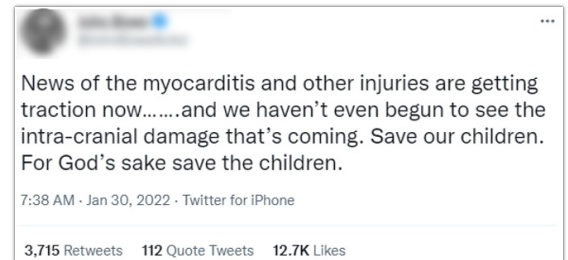 News of the myocarditis and other injuries are getting
traction now.......and we haven't even begun to see the
intra-cranial damage that's coming. Save our children.
For God's sake save the children.
7:38 AM · Jan 30, 2022 · Twitter for iPhone
3,715 Retweets 112 Quote Tweets 12.7K Likes